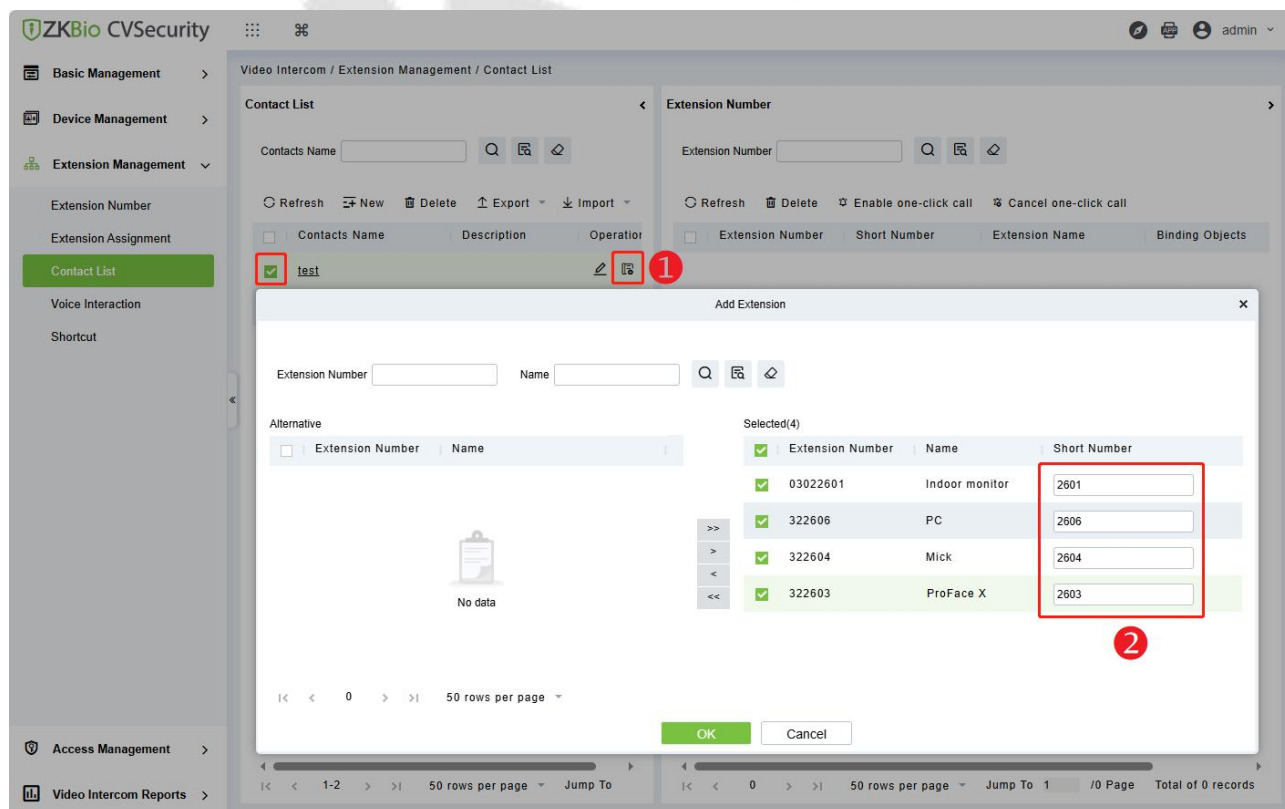 ZKBio CVSecurity
admin
Basic Management
Device Management
Extension Management
Extension Number
Extension Assignment
Contact List
Voice Interaction
Shortcut
Access Management
Video Intercom Reports
Video Intercom / Extension Management / Contact List
Contact List
Contacts Name
Refresh New Delete Export Import
Contacts Name Description Operation
test
1
Extension Number
Extension Number
Refresh Delete Enable one-click call Cancel one-click call
Extension Number Short Number Extension Name Binding Objects
Add Extension
Extension Number Name
Alternative
Extension Number Name
No data
0 50 rows per page
Selected(4)
Extension Number Name Short Number
03022601 Indoor monitor 2601
322606 PC 2606
322604 Mick 2604
322603 ProFace X 2603
>>
>
<
<<
2
OK Cancel
1-2 50 rows per page Jump To
0 50 rows per page Jump To 1 /0 Page Total of 0 records